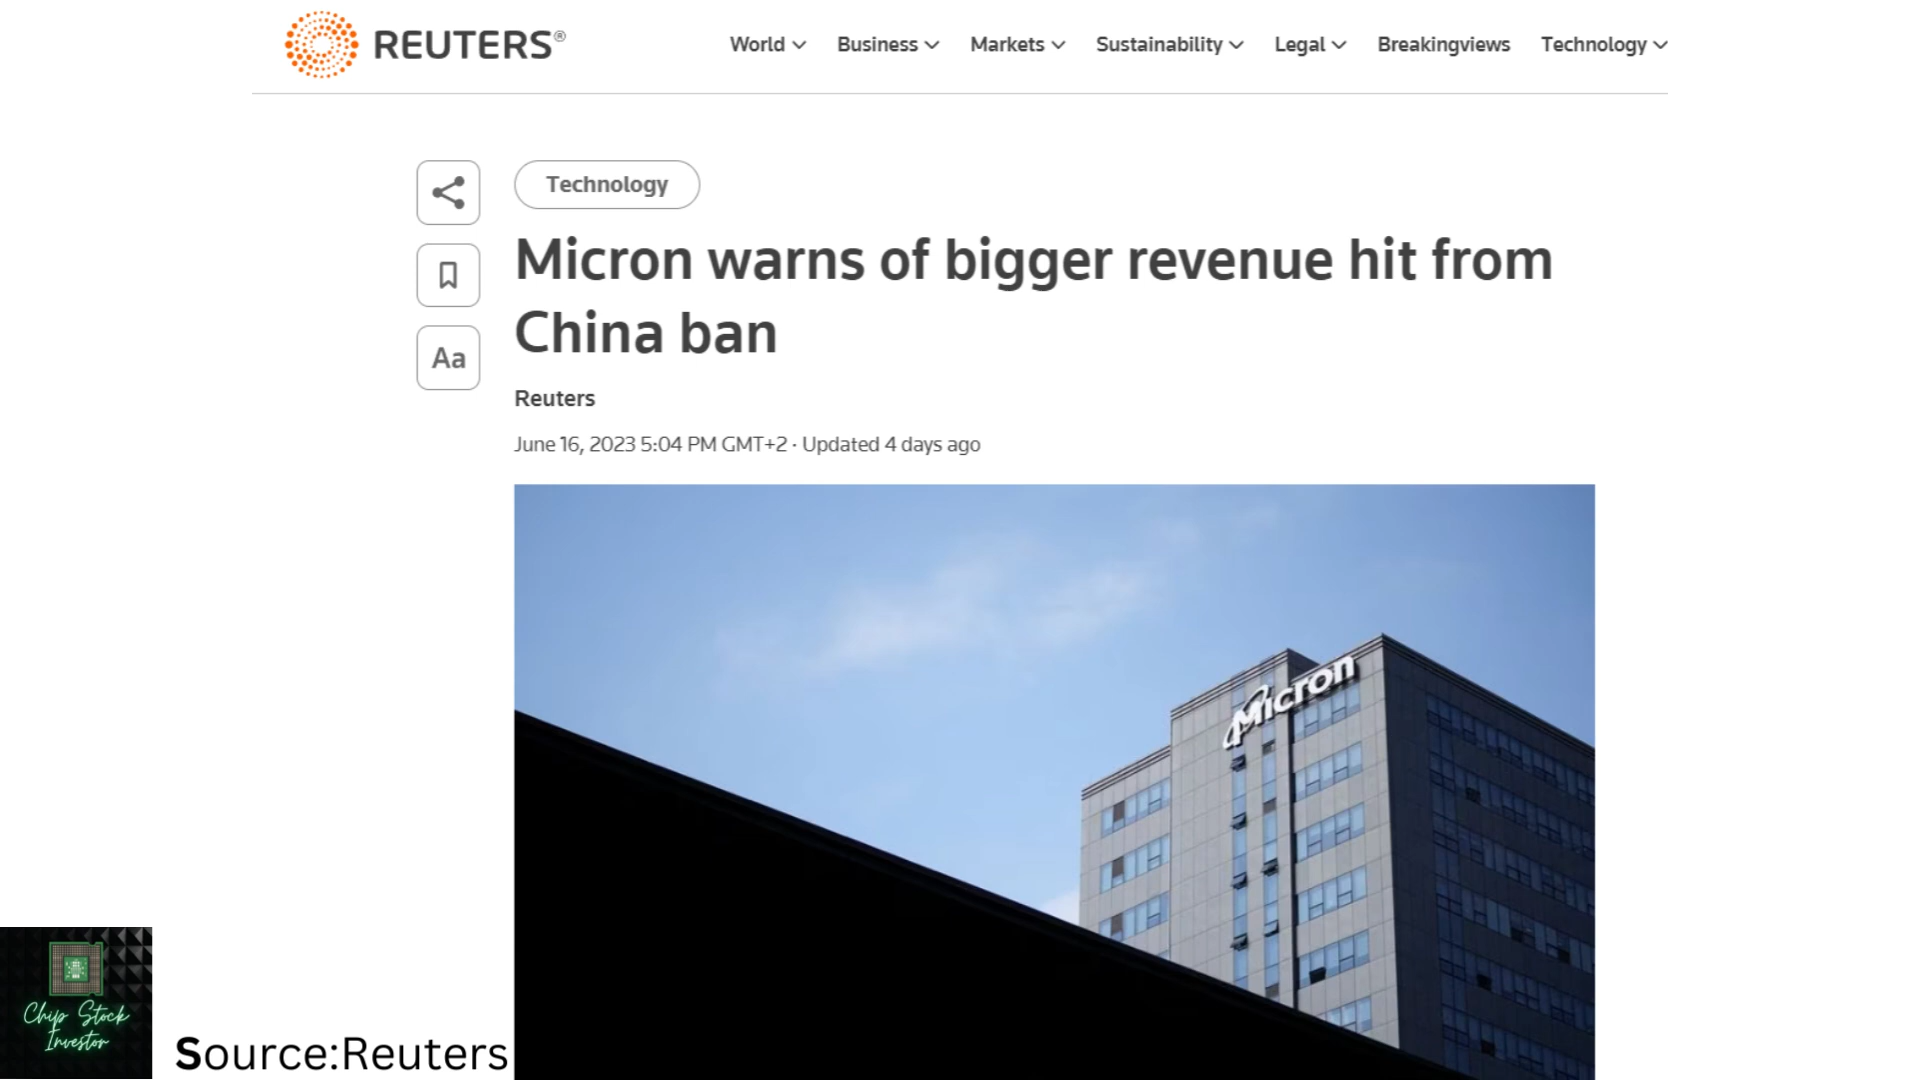 REUTERS®
World Business Markets Sustainability Legal Breakingviews Technology
Technology
Micron warns of bigger revenue hit from
China ban
Aa
Reuters
June 16, 2023 5:04 PM GMT+2 · Updated 4 days ago
Micron
Chip Stock
Investor
Source:Reuters